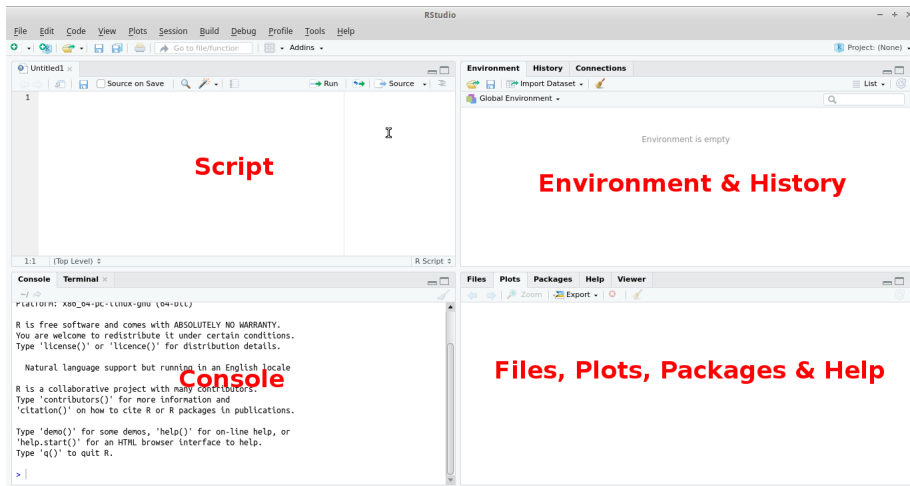 RStudio
File Edit Code View Plots Session Build Debug Profile Tools Help
Go to file/function Addins Project: (None)
Untitled1
Source on Save Run Source
1
Script
1:1 (Top Level) R Script
Environment History Connections
Import Dataset List
Global Environment
Environment is empty
Environment & History
Console Terminal
~/
Platform: x86_64-pc-linux-gnu (64-bit)
R is free software and comes with ABSOLUTELY NO WARRANTY.
You are welcome to redistribute it under certain conditions.
Type 'license()' or 'licence()' for distribution details.
Natural language support but running in an English locale
Console
R is a collaborative project with many contributors.
Type 'contributors()' for more information and
'citation()' on how to cite R or R packages in publications.
Type 'demo()' for some demos, 'help()' for on-line help, or
'help.start()' for an HTML browser interface to help.
Type 'q()' to quit R.
>
Files Plots Packages Help Viewer
Zoom Export
Files, Plots, Packages & Help